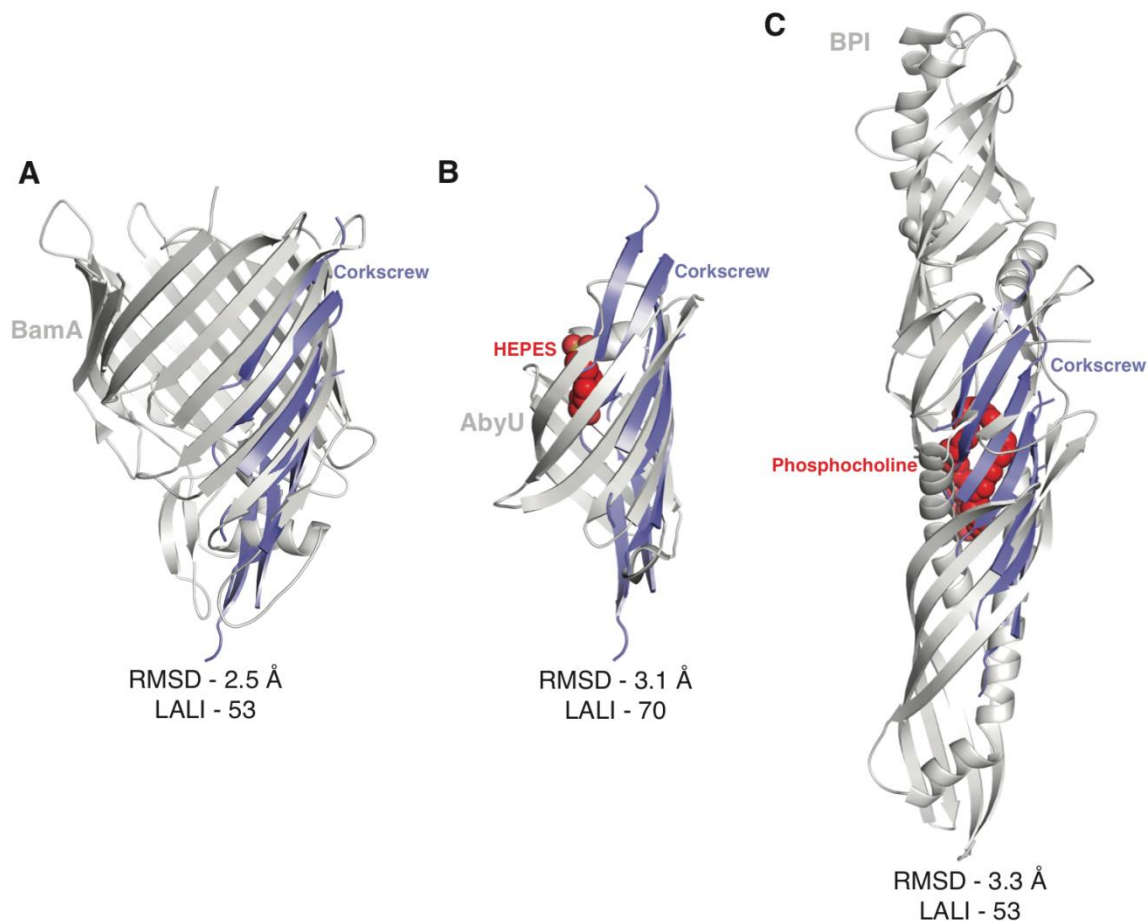 A
BamA
Corkscrew
RMSD - 2.5 Å
LALI - 53
B
Corkscrew
HEPES
AbyU
RMSD - 3.1 Å
LALI - 70
C
BPI
Corkscrew
Phosphocholine
RMSD - 3.3 Å
LALI - 53